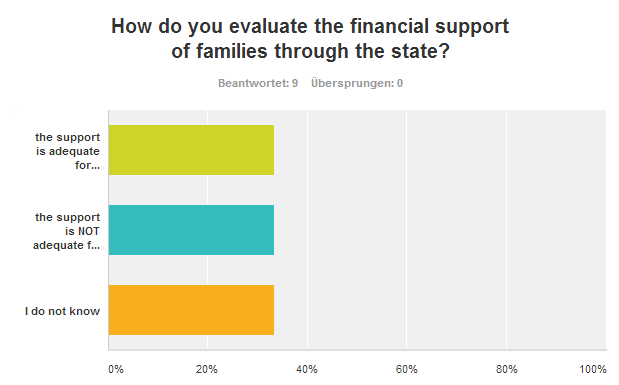 How do you evaluate the financial support
of families through the state?
Beantwortet: 9 Übersprungen: 0
the support
is adequate
for...
the support
is NOT
adequate f...
I do not know
0% 20% 40% 60% 80% 100%